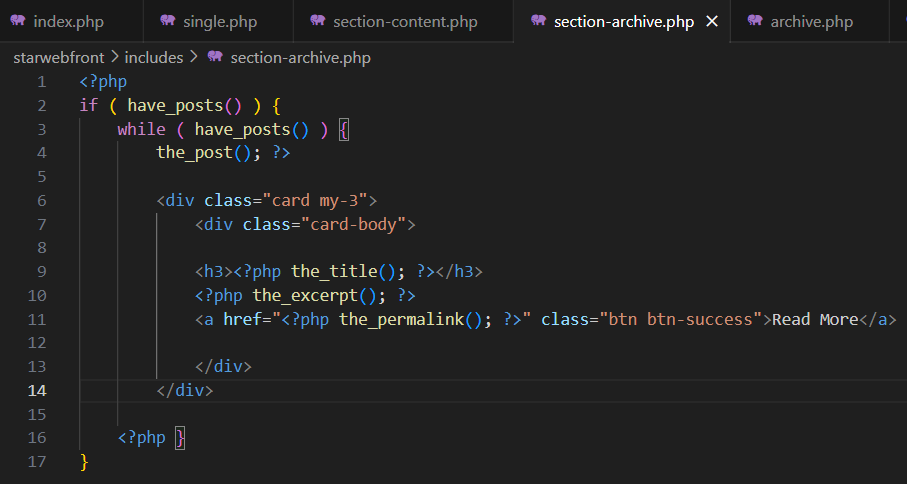 index.php single.php section-content.php section-archive.php × archive.php
starwebfront > includes > section-archive.php
1 <?php
2 if ( have_posts() ) {
3 while ( have_posts() ) {
4 the_post(); ?>
5
6 <div class="card my-3">
7 <div class="card-body">
8
9 <h3><?php the_title(); ?></h3>
10 <?php the_excerpt(); ?>
11 <a href="<?php the_permalink(); ?>" class="btn btn-success">Read More</a>
12
13 </div>
14 </div>
15
16 <?php }
17 }